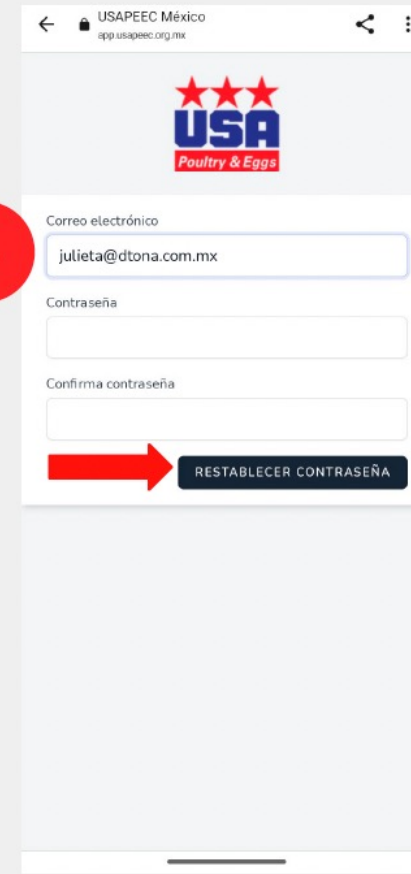 USAPEEC México
app.usapeec.org.mx
USA
Poultry & Eggs
Correo electrónico
julieta@dtona.com.mx
Contraseña
Confirma contraseña
RESTABLECER CONTRASEÑA